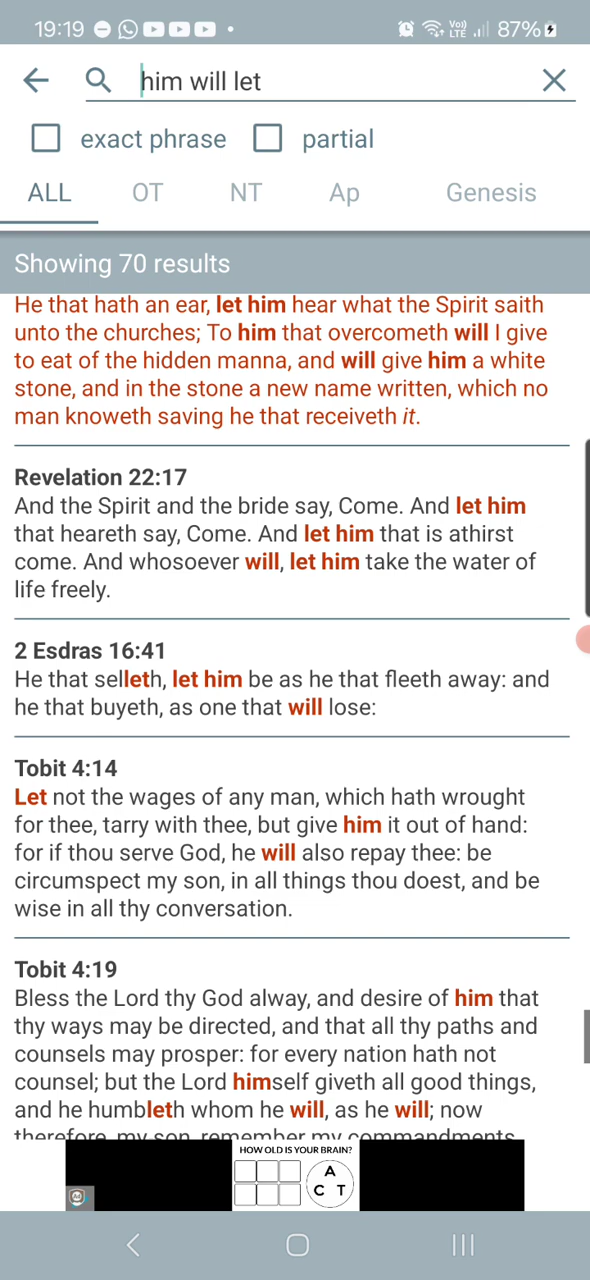 19:19
Vo) LTE 87%
him will let
exact phrase partial
ALL OT NT Ap Genesis
Showing 70 results
He that hath an ear, let him hear what the Spirit saith
unto the churches; To him that overcometh will I give
to eat of the hidden manna, and will give him a white
stone, and in the stone a new name written, which no
man knoweth saving he that receiveth it.
Revelation 22:17
And the Spirit and the bride say, Come. And let him
that heareth say, Come. And let him that is athirst
come. And whosoever will, let him take the water of
life freely.
2 Esdras 16:41
He that selleth, let him be as he that fleeth away: and
he that buyeth, as one that will lose:
Tobit 4:14
Let not the wages of any man, which hath wrought
for thee, tarry with thee, but give him it out of hand:
for if thou serve God, he will also repay thee: be
circumspect my son, in all things thou doest, and be
wise in all thy conversation.
Tobit 4:19
Bless the Lord thy God alway, and desire of him that
thy ways may be directed, and that all thy paths and
counsels may prosper: for every nation hath not
counsel; but the Lord himself giveth all good things,
and he humbleth whom he will, as he will; now
therefore, my son, remember my commandments,
HOW OLD IS YOUR BRAIN?
A
C T